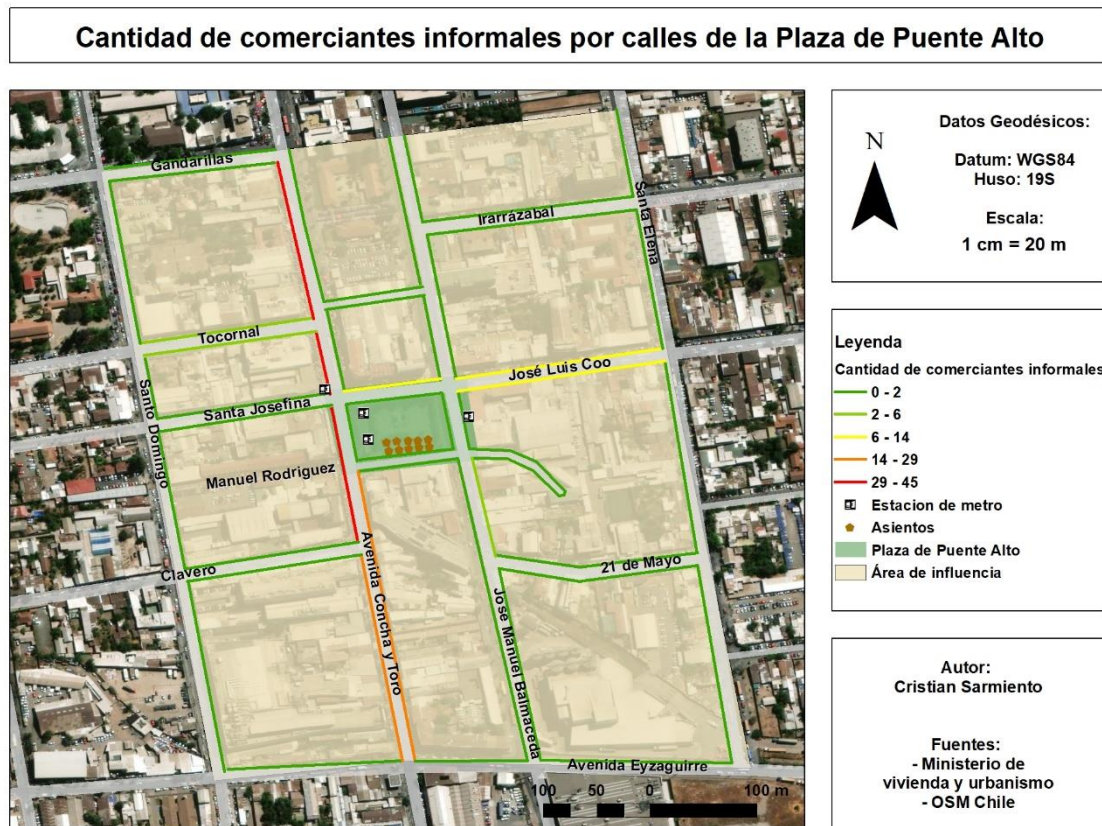 Cantidad de comerciantes informales por calles de la Plaza de Puente Alto
Gandarillas
Irarrázabal
Santa Elena
Tocornal
José Luis Coo
Santo Domingo
Santa Josefina
Manuel Rodriguez
Clavero
Avenida Concha y Toro
21 de Mayo
Jose Manuel Balmaceda
Avenida Eyzaguirre
100 50 0 100 m
N
Datos Geodésicos:
Datum: WGS84
Huso: 19S
Escala:
1 cm = 20 m
Leyenda
Cantidad de comerciantes informales
0 - 2
2 - 6
6 - 14
14 - 29
29 - 45
Estacion de metro
Asientos
Plaza de Puente Alto
Área de influencia
Autor:
Cristian Sarmiento
Fuentes:
- Ministerio de
vivienda y urbanismo
- OSM Chile